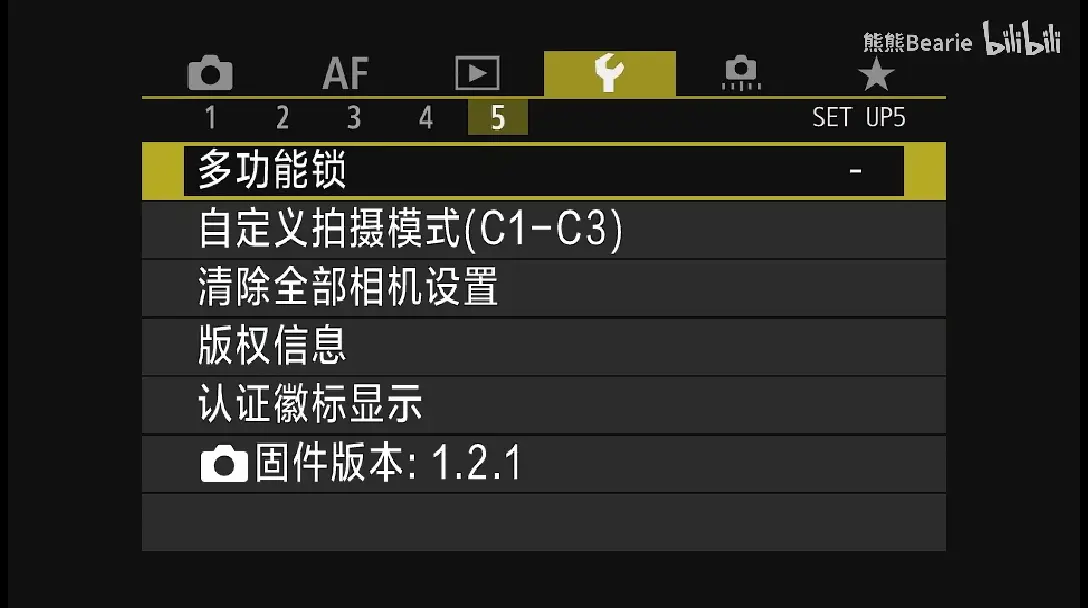 熊熊Bearie bilibili
AF
1 2 3 4 5 SET UP5
多功能锁 -
自定义拍摄模式(C1-C3)
清除全部相机设置
版权信息
认证徽标显示
固件版本: 1.2.1